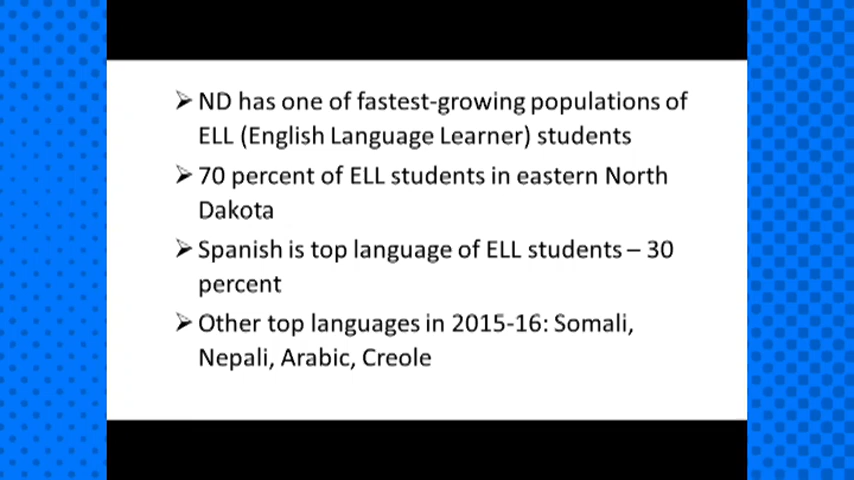 ➢ ND has one of fastest-growing populations of
ELL (English Language Learner) students
➢ 70 percent of ELL students in eastern North
Dakota
➢ Spanish is top language of ELL students – 30
percent
➢ Other top languages in 2015-16: Somali,
Nepali, Arabic, Creole